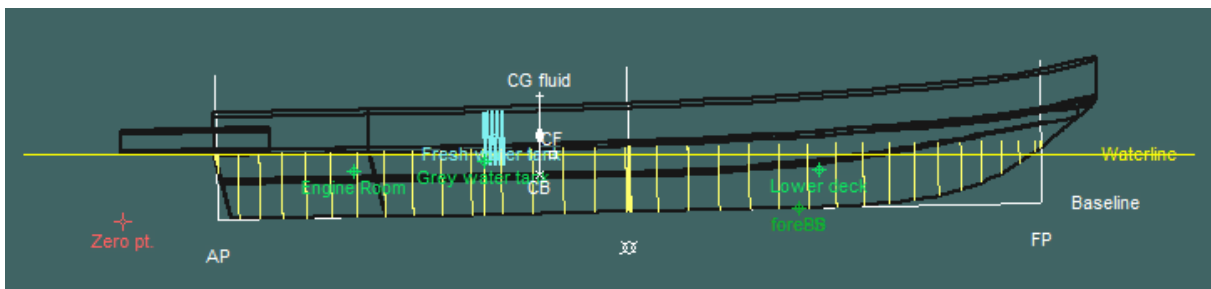 CG fluid
CF
Fresh water tank
Waterline
Grey water tank
Engine Room
CB
Lower deck
Baseline
Zero pt.
AP
FP